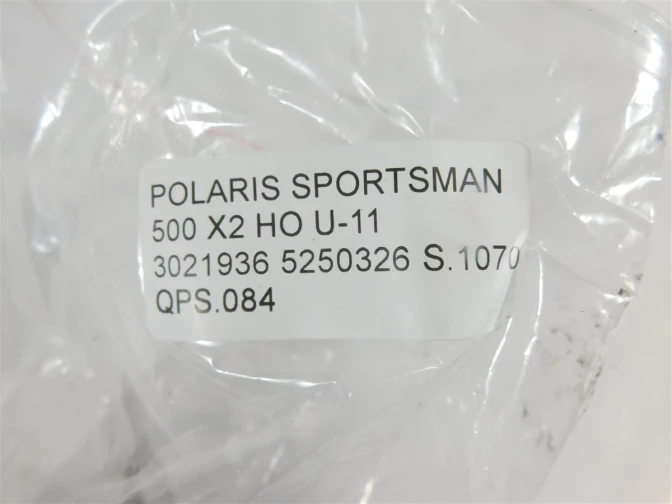 POLARIS SPORTSMAN
500 X2 HO U-11
3021936 5250326 S.1070
QPS.084